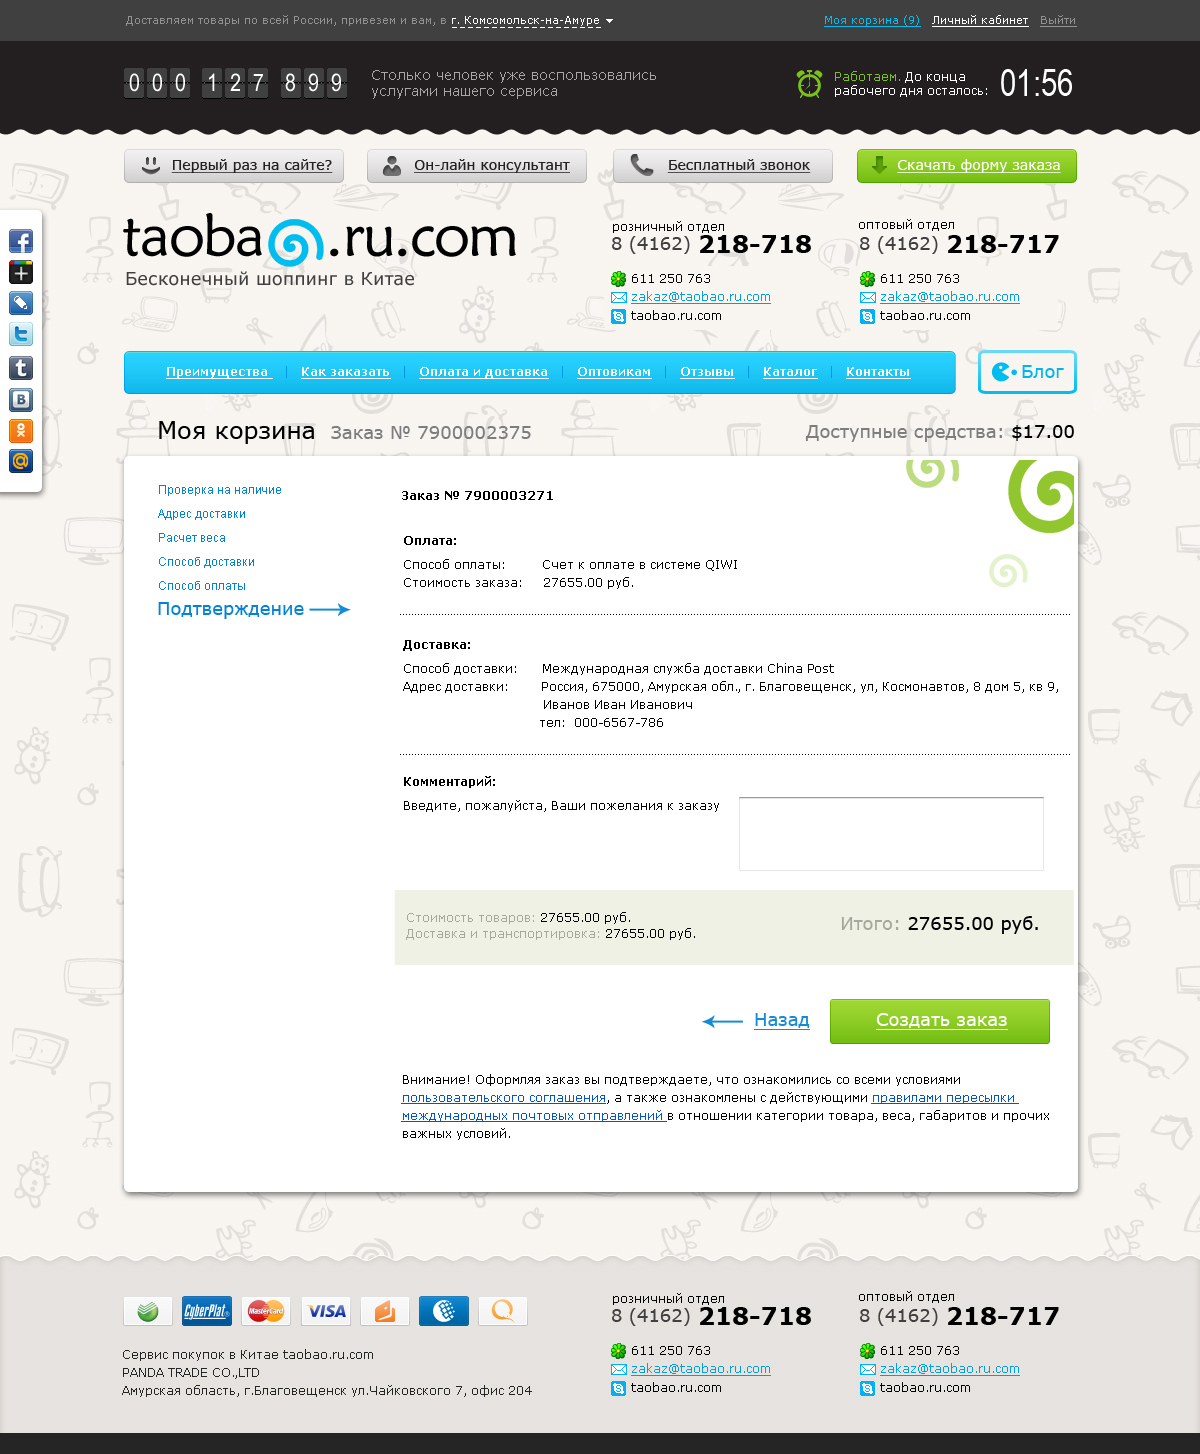 Доставляем товары по всей России, привезем и вам, в г. Комсомольск-на-Амуре
Моя корзина (9) Личный кабинет Выйти
000 127 899
Столько человек уже воспользовались
услугами нашего сервиса
Работаем. До конца
рабочего дня осталось:
01:56
Первый раз на сайте?
Он-лайн консультант
Бесплатный звонок
Скачать форму заказа
taobao.ru.com
Бесконечный шоппинг в Китае
розничный отдел
8 (4162) 218-718
611 250 763
zakaz@taobao.ru.com
taobao.ru.com
оптовый отдел
8 (4162) 218-717
611 250 763
zakaz@taobao.ru.com
taobao.ru.com
Преимущества Как заказать Оплата и доставка Оптовикам Отзывы Каталог Контакты
Блог
Моя корзина Заказ № 7900002375
Доступные средства: $17.00
Проверка на наличие
Адрес доставки
Расчет веса
Способ доставки
Способ оплаты
Подтверждение
Заказ № 7900003271
Оплата:
Способ оплаты: Счет к оплате в системе QIWI
Стоимость заказа: 27655.00 руб.
Доставка:
Способ доставки: Международная служба доставки China Post
Адрес доставки: Россия, 675000, Амурская обл., г. Благовещенск, ул, Космонавтов, 8 дом 5, кв 9,
Иванов Иван Иванович
тел: 000-6567-786
Комментарий:
Введите, пожалуйста, Ваши пожелания к заказу
Стоимость товаров: 27655.00 руб.
Доставка и транспортировка: 27655.00 руб.
Итого: 27655.00 руб.
Назад
Создать заказ
Внимание! Оформляя заказ вы подтверждаете, что ознакомились со всеми условиями
пользовательского соглашения, а также ознакомлены с действующими правилами пересылки
международных почтовых отправлений в отношении категории товара, веса, габаритов и прочих
важных условий.
CyberPlat MasterCard VISA
Сервис покупок в Китае taobao.ru.com
PANDA TRADE CO.,LTD
Амурская область, г.Благовещенск ул.Чайковского 7, офис 204
розничный отдел
8 (4162) 218-718
611 250 763
zakaz@taobao.ru.com
taobao.ru.com
оптовый отдел
8 (4162) 218-717
611 250 763
zakaz@taobao.ru.com
taobao.ru.com